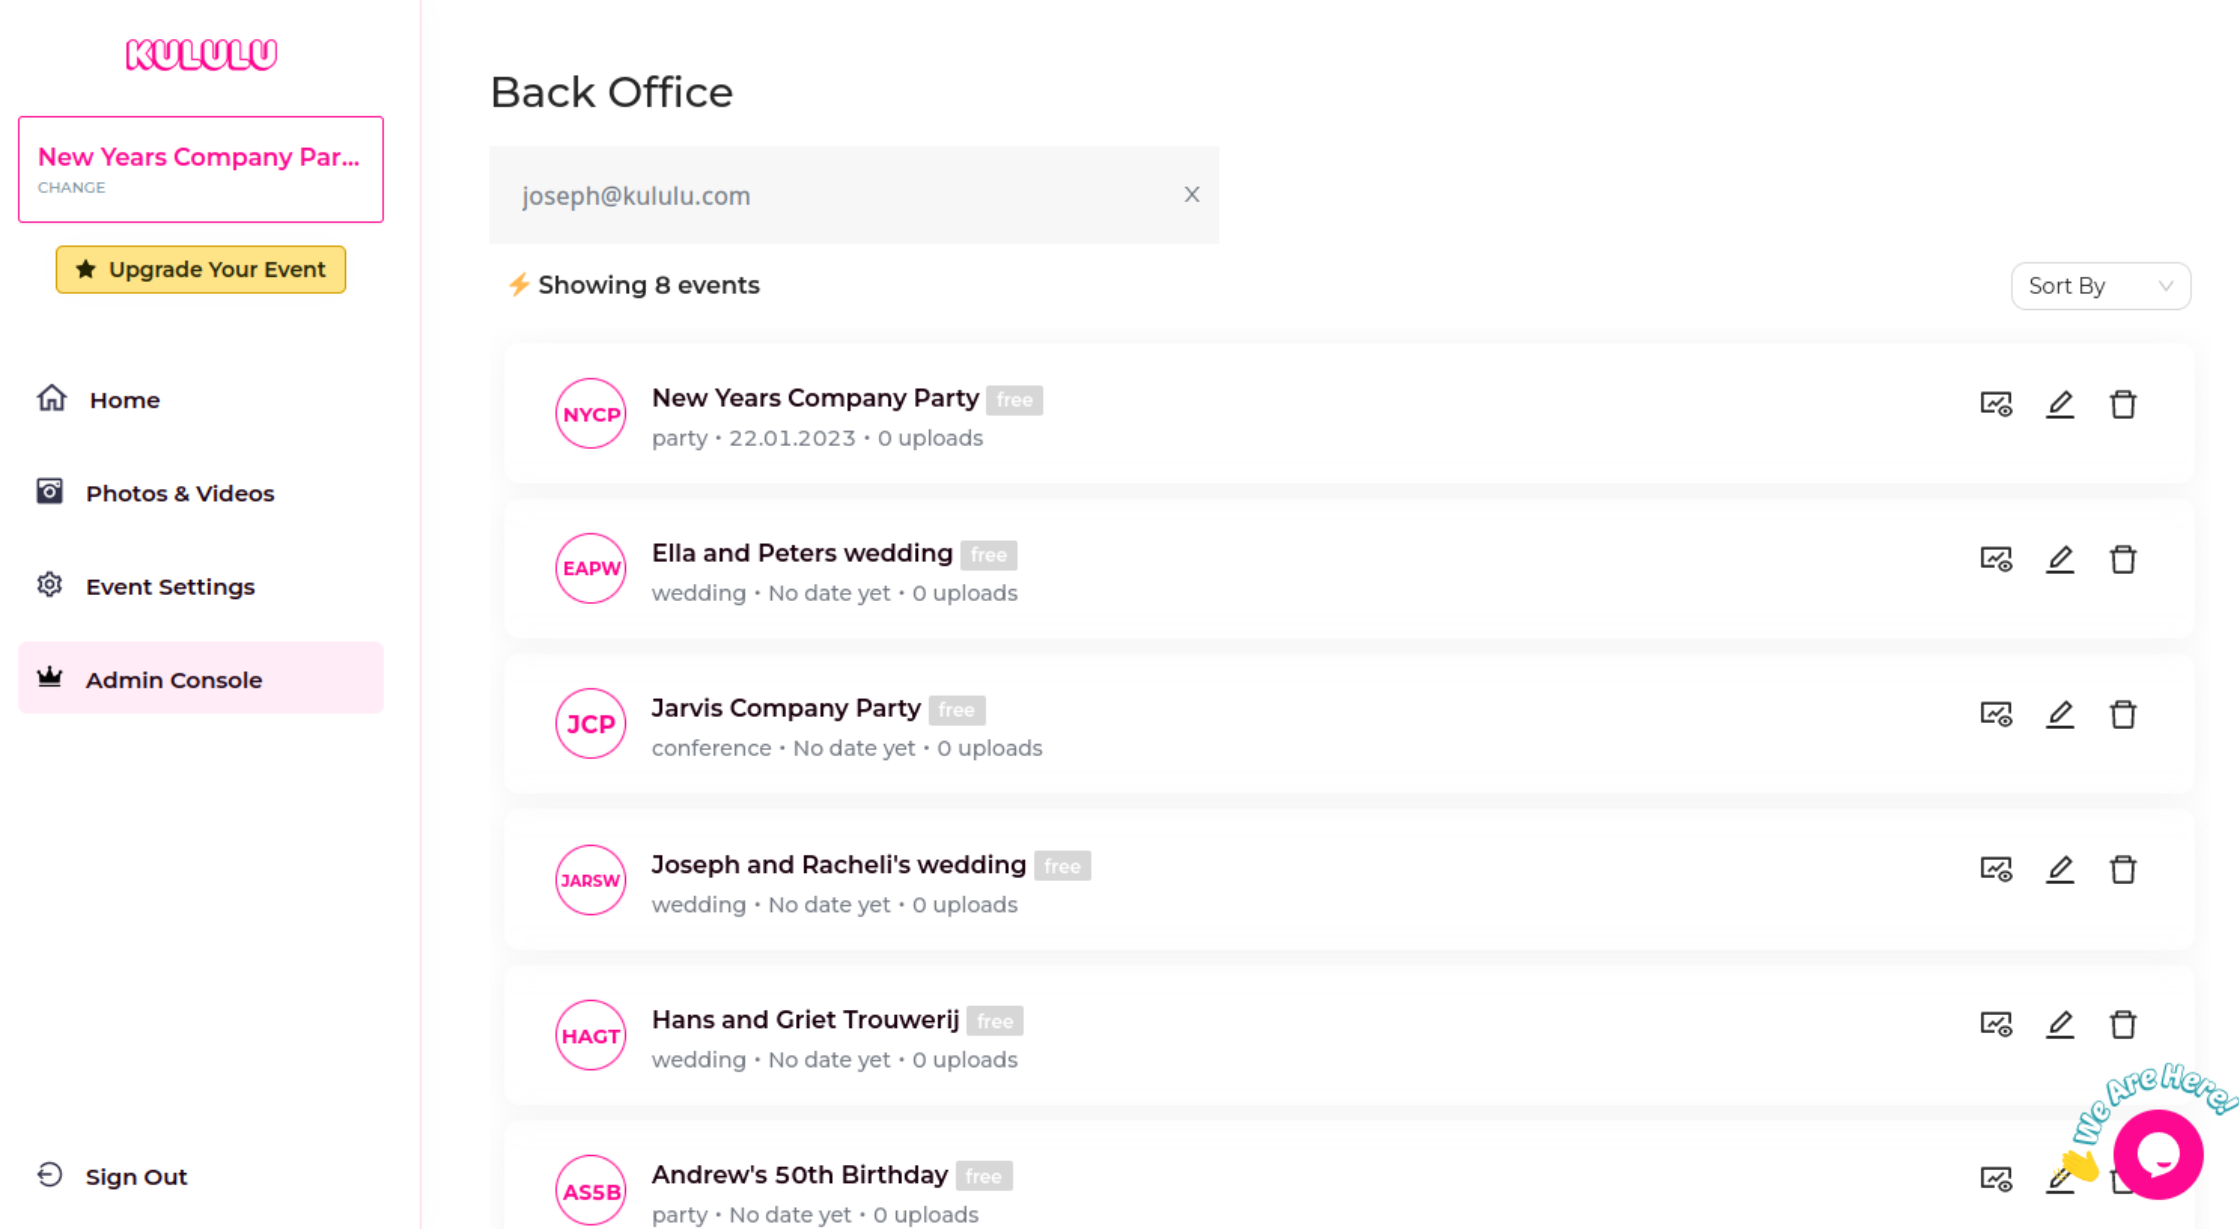 KULULU
New Years Company Par...
CHANGE
Upgrade Your Event
Home
Photos & Videos
Event Settings
Admin Console
Sign Out
Back Office
joseph@kululu.com X
Showing 8 events
Sort By
NYCP
New Years Company Party free
party • 22.01.2023 • 0 uploads
EAPW
Ella and Peters wedding free
wedding • No date yet • 0 uploads
JCP
Jarvis Company Party free
conference • No date yet • 0 uploads
JARSW
Joseph and Racheli's wedding free
wedding • No date yet • 0 uploads
HAGT
Hans and Griet Trouwerij free
wedding • No date yet • 0 uploads
AS5B
Andrew's 50th Birthday free
party • No date yet • 0 uploads
We Are Here!